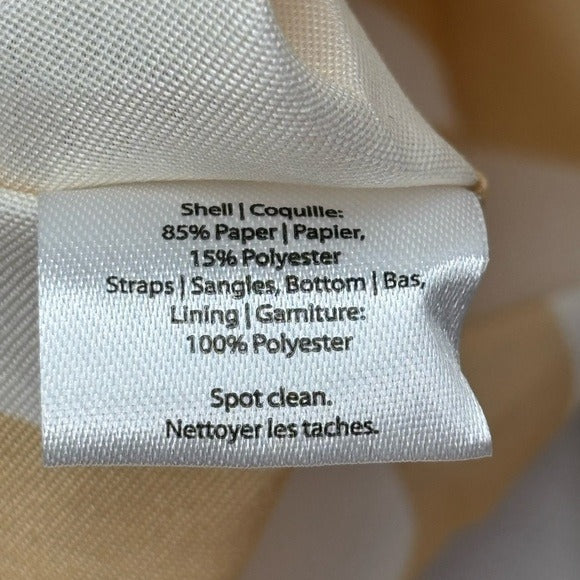 Shell | Coquille:
85% Paper | Papier,
15% Polyester
Straps | Sangles, Bottom | Bas,
Lining | Garniture:
100% Polyester
Spot clean.
Nettoyer les taches.